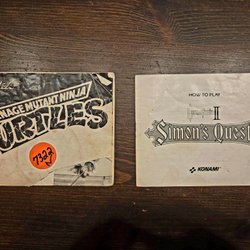 TEENAGE MUTANT NINJA
TURTLES
7322
HOW TO PLAY
II
Simon's Quest
KONAMI